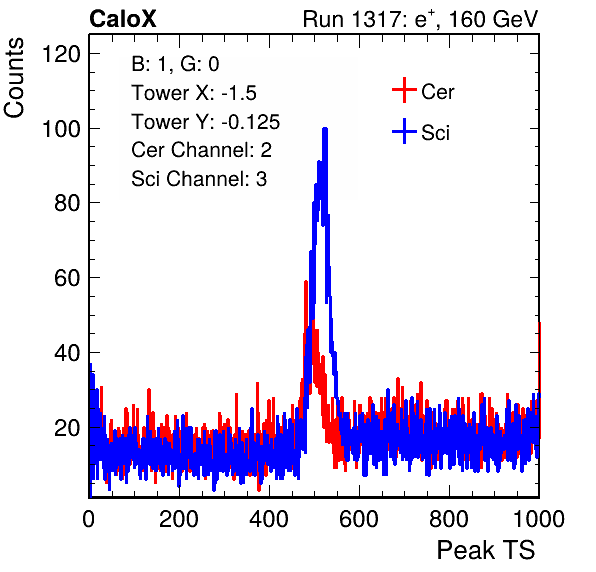 CaloX
Run 1317: e+, 160 GeV
B: 1, G: 0
Tower X: -1.5
Tower Y: -0.125
Cer Channel: 2
Sci Channel: 3
Cer
Sci
Counts
120
100
80
60
40
20
0 200 400 600 800 1000
Peak TS